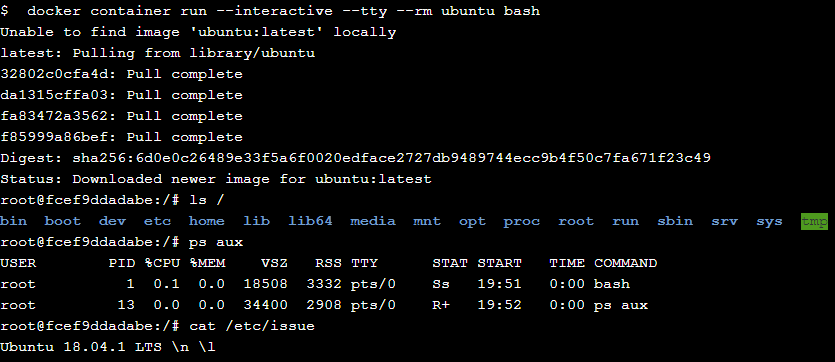 $  docker container run --interactive --tty --rm ubuntu bash
Unable to find image 'ubuntu:latest' locally
latest: Pulling from library/ubuntu
32802c0cfa4d: Pull complete
da1315cffa03: Pull complete
fa83472a3562: Pull complete
f85999a86bef: Pull complete
Digest: sha256:6d0e0c26489e33f5a6f0020edface2727db9489744ecc9b4f50c7fa671f23c49
Status: Downloaded newer image for ubuntu:latest
root@fcef9ddadabe:/# ls /
bin  boot  dev  etc  home  lib  lib64  media  mnt  opt  proc  root  run  sbin  srv  sys  tmp
root@fcef9ddadabe:/# ps aux
USER        PID %CPU %MEM    VSZ   RSS TTY      STAT START   TIME COMMAND
root          1  0.1  0.0  18508  3332 pts/0    Ss   19:51   0:00 bash
root         13  0.0  0.0  34400  2908 pts/0    R+   19:52   0:00 ps aux
root@fcef9ddadabe:/# cat /etc/issue
Ubuntu 18.04.1 LTS \n \l